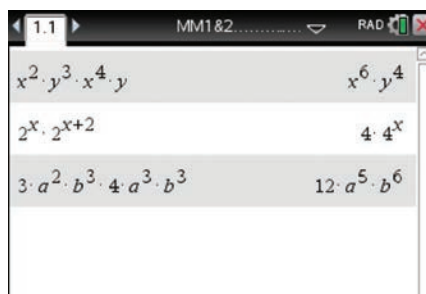 1.1 MM1&2............. RAD
x²·y³·x⁴·y x⁶·y⁴
2ˣ·2ˣ⁺² 4·4ˣ
3·a²·b³·4·a³·b³ 12·a⁵·b⁶